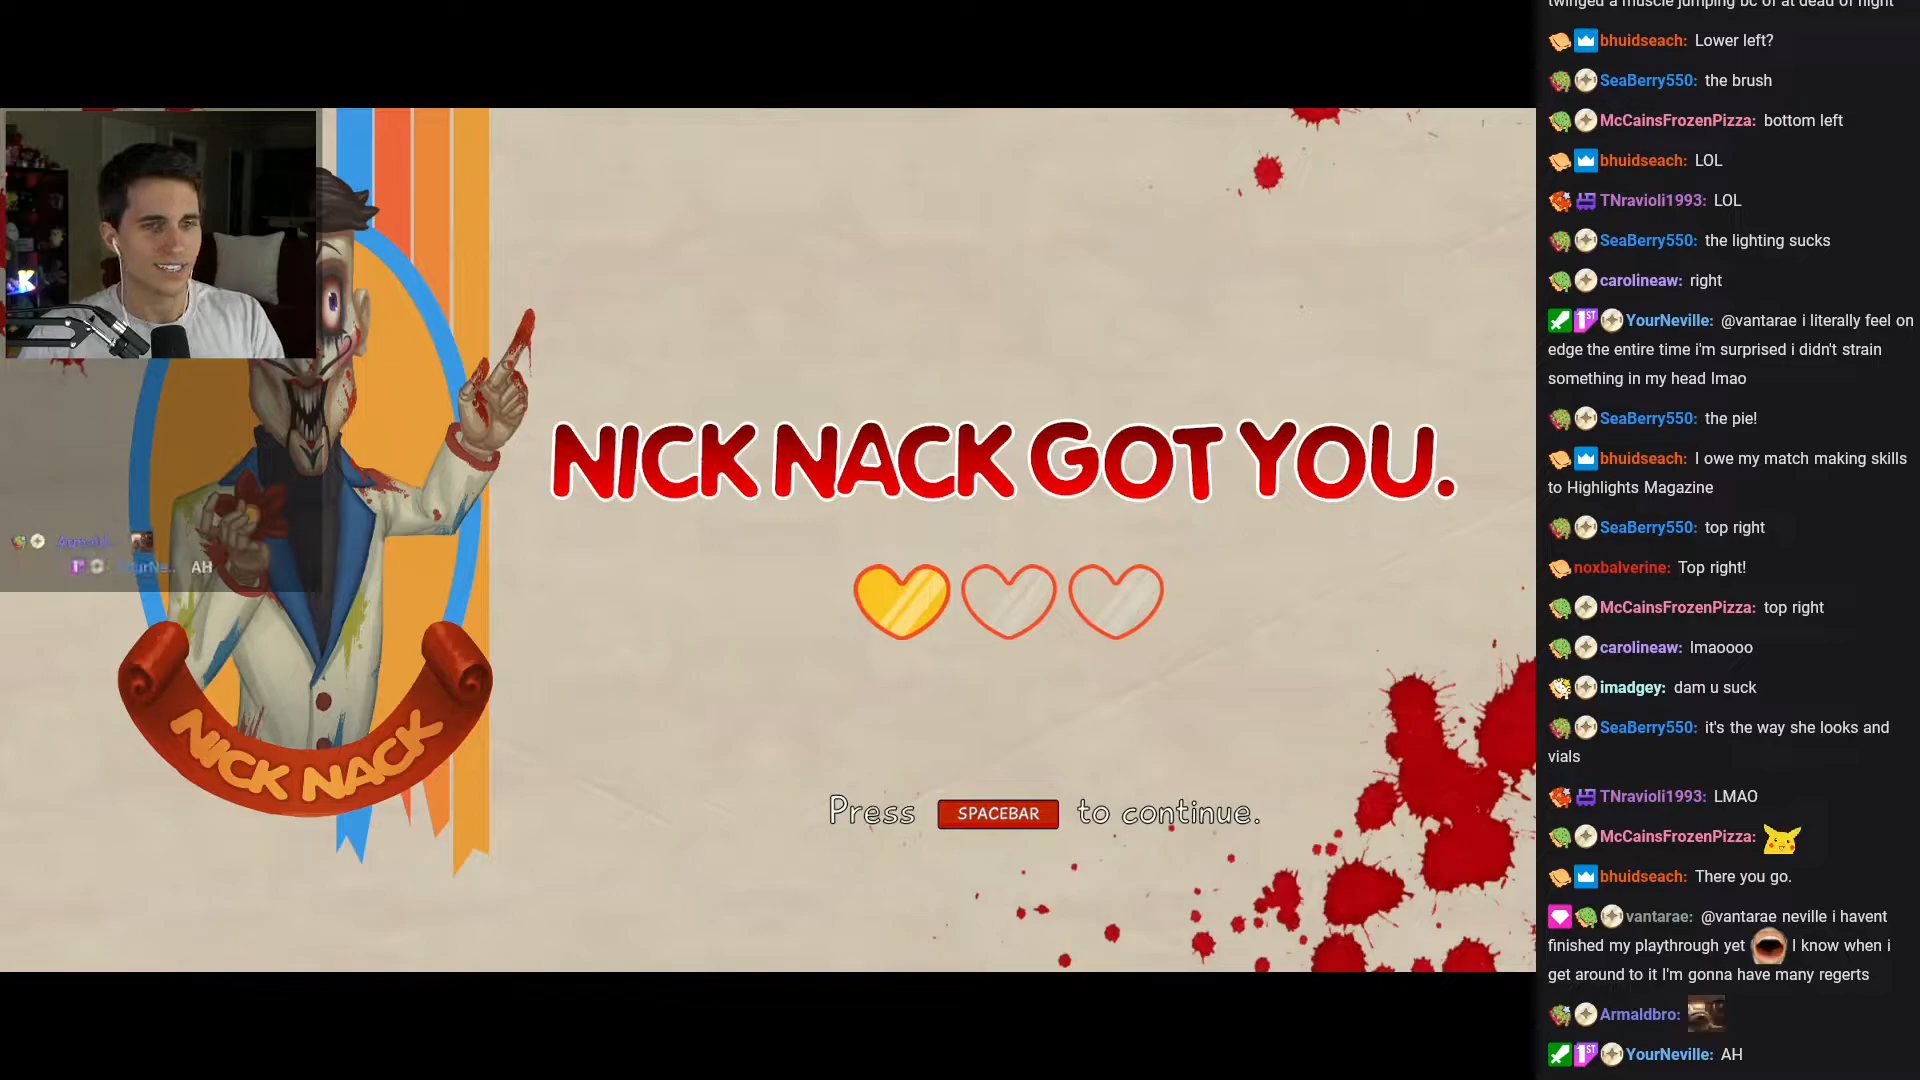 NICK NACK GOT YOU.
Press SPACEBAR to continue.
NICK NACK
AH
bhuidseach: Lower left?
SeaBerry550: the brush
McCainsFrozenPizza: bottom left
bhuidseach: LOL
TNravioli1993: LOL
SeaBerry550: the lighting sucks
carolineaw: right
YourNeville: @vantarae i literally feel on
edge the entire time i'm surprised i didn't strain
something in my head lmao
SeaBerry550: the pie!
bhuidseach: I owe my match making skills
to Highlights Magazine
SeaBerry550: top right
noxbalverine: Top right!
McCainsFrozenPizza: top right
carolineaw: lmaoooo
imadgey: dam u suck
SeaBerry550: it's the way she looks and
vials
TNravioli1993: LMAO
McCainsFrozenPizza:
bhuidseach: There you go.
vantarae: @vantarae neville i havent
finished my playthrough yet I know when i
get around to it I'm gonna have many regerts
Armaldbro:
1ST YourNeville: AH